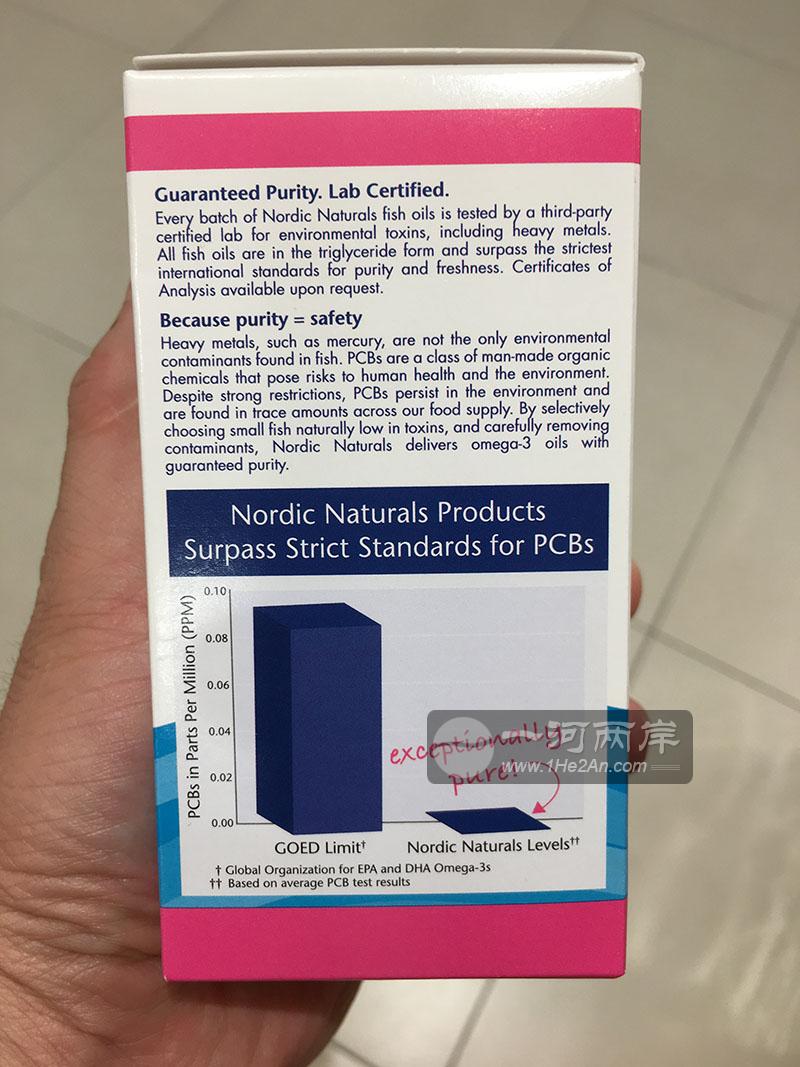 Guaranteed Purity. Lab Certified.
Every batch of Nordic Naturals fish oils is tested by a third-party
certified lab for environmental toxins, including heavy metals.
All fish oils are in the triglyceride form and surpass the strictest
international standards for purity and freshness. Certificates of
Analysis available upon request.
Because purity = safety
Heavy metals, such as mercury, are not the only environmental
contaminants found in fish. PCBs are a class of man-made organic
chemicals that pose risks to human health and the environment.
Despite strong restrictions, PCBs persist in the environment and
are found in trace amounts across our food supply. By selectively
choosing small fish naturally low in toxins, and carefully removing
contaminants, Nordic Naturals delivers omega-3 oils with
guaranteed purity.
Nordic Naturals Products
Surpass Strict Standards for PCBs
PCBs in Parts Per Million (PPM)
0.10
0.08
0.06
0.04
0.02
0.00
exceptionally
pure!
一河两岸
www.1He2An.com
GOED Limit†
Nordic Naturals Levels††
† Global Organization for EPA and DHA Omega-3s
†† Based on average PCB test results